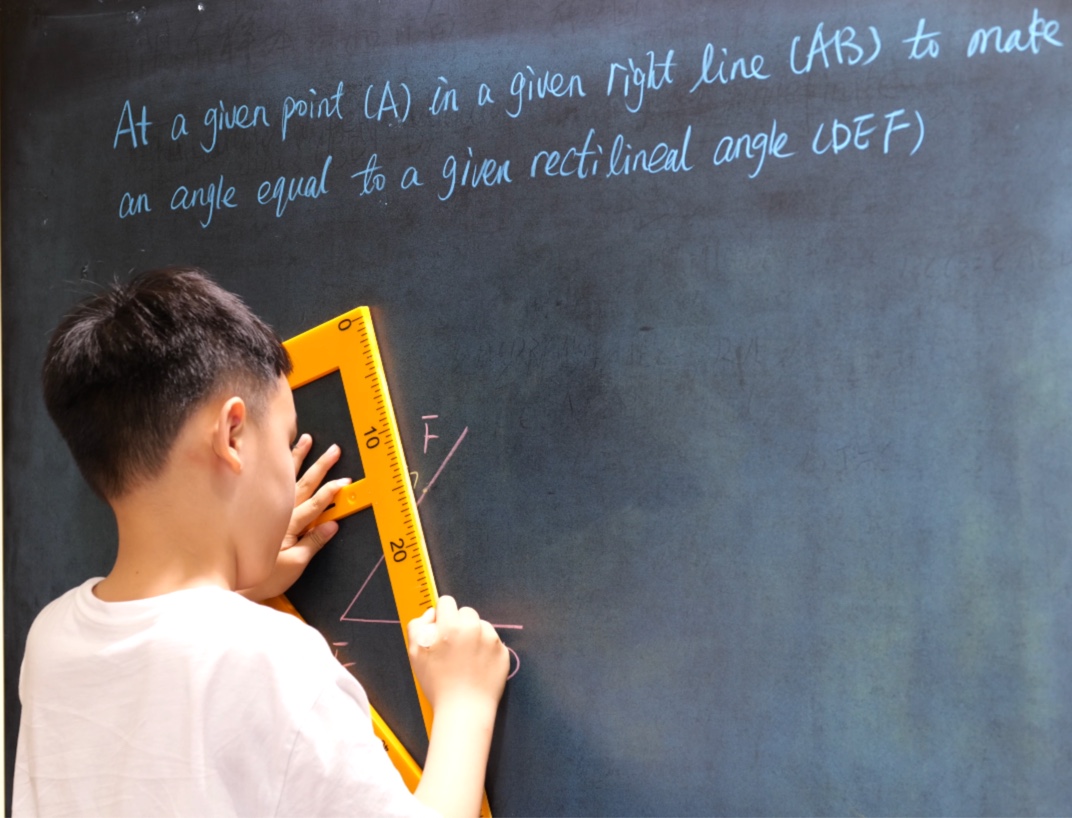 At a given point (A) in a given right line (AB) to make
an angle equal to a given rectilineal angle (DEF)
0
10
F
20
E
D